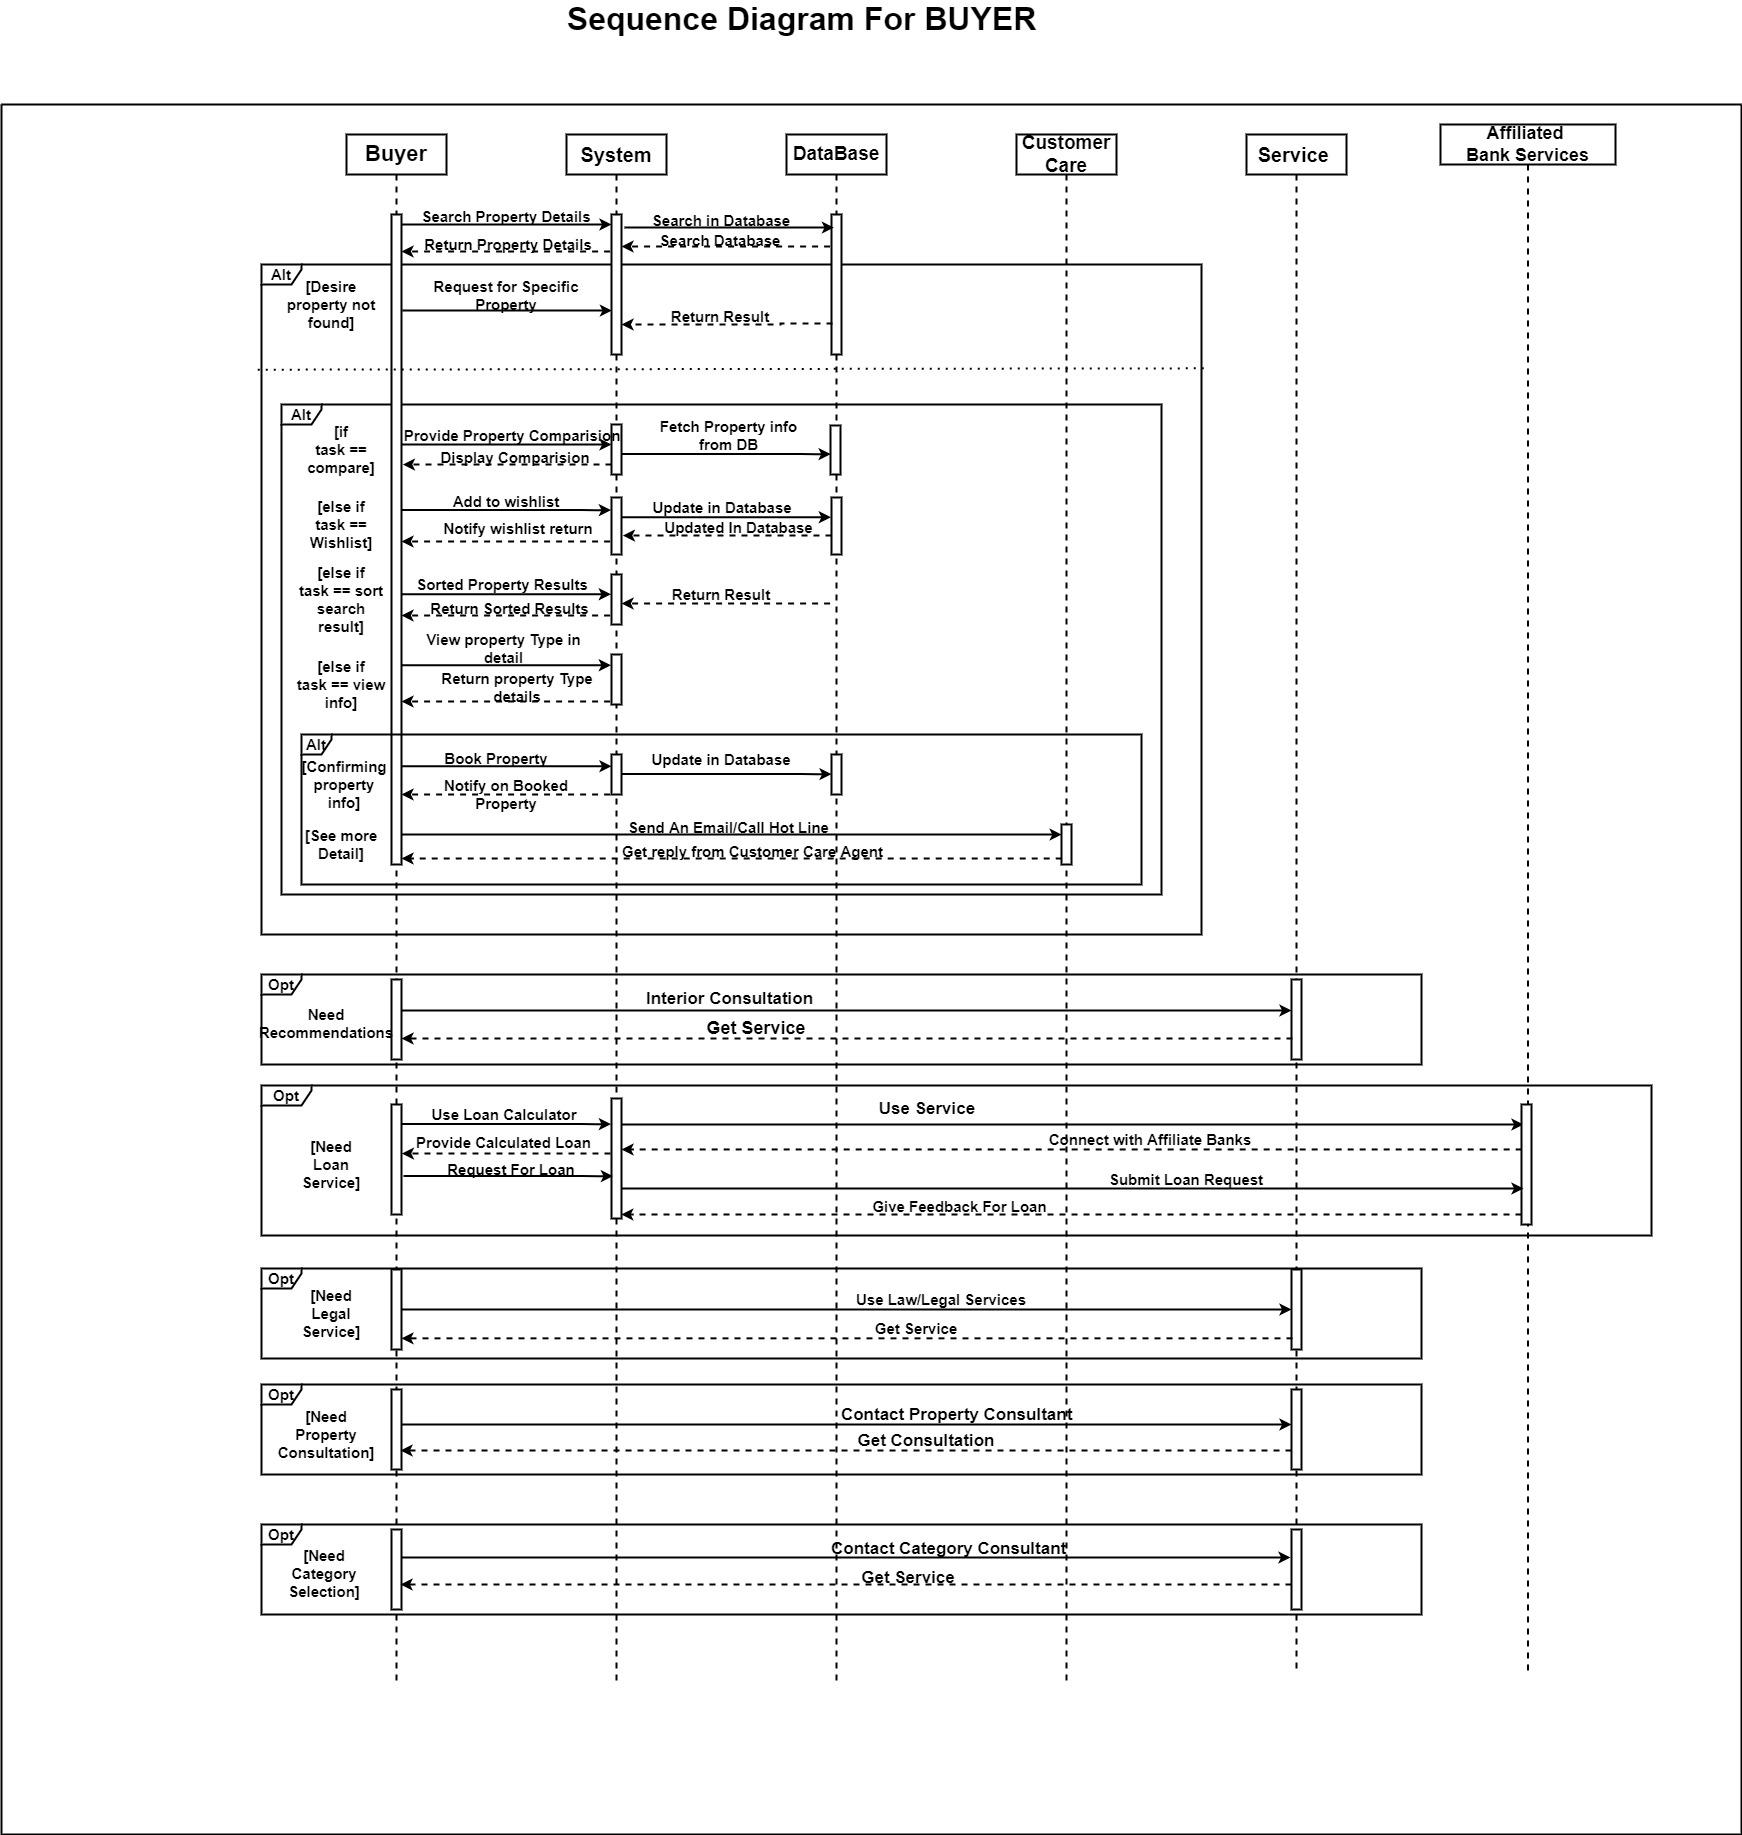 Sequence Diagram For BUYER
Buyer
System
DataBase
Customer
Care
Service
Affiliated
Bank Services
Search Property Details
Search in Database
Return Property Details
Search Database
Alt
[Desire
property not
found]
Request for Specific
Property
Return Result
Alt
[if
task ==
compare]
Provide Property Comparision
Fetch Property info
from DB
Display Comparision
[else if
task ==
Wishlist]
Add to wishlist
Update in Database
Notify wishlist return
Updated In Database
[else if
task == sort
search
result]
Sorted Property Results
Return Result
Return Sorted Results
[else if
task == view
info]
View property Type in
detail
Return property Type
details
Alt
[Confirming
property
info]
Book Property
Update in Database
Notify on Booked
Property
[See more
Detail]
Send An Email/Call Hot Line
Get reply from Customer Care Agent
Opt
Need
Recommendations
Interior Consultation
Get Service
Opt
[Need
Loan
Service]
Use Loan Calculator
Use Service
Provide Calculated Loan
Connect with Affiliate Banks
Request For Loan
Submit Loan Request
Give Feedback For Loan
Opt
[Need
Legal
Service]
Use Law/Legal Services
Get Service
Opt
[Need
Property
Consultation]
Contact Property Consultant
Get Consultation
Opt
[Need
Category
Selection]
Contact Category Consultant
Get Service